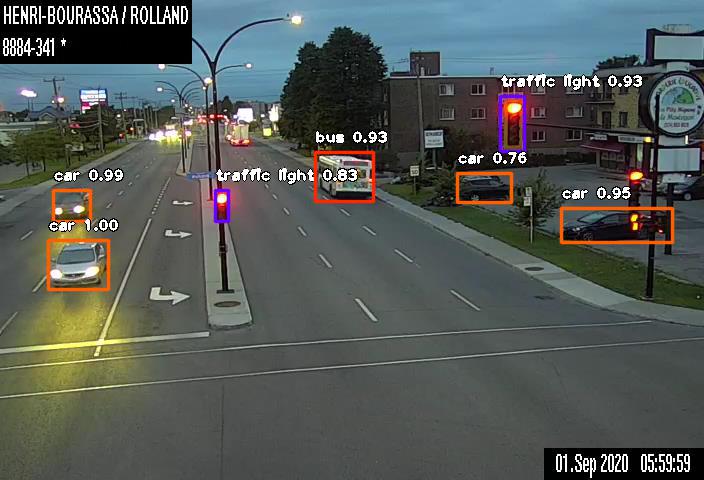 HENRI-BOURASSA / ROLLAND
8884-341 *
traffic light 0.93
bus 0.93
car 0.76
car 0.99
traffic light 0.83
car 0.95
car 1.00
01.Sep 2020 05:59:59